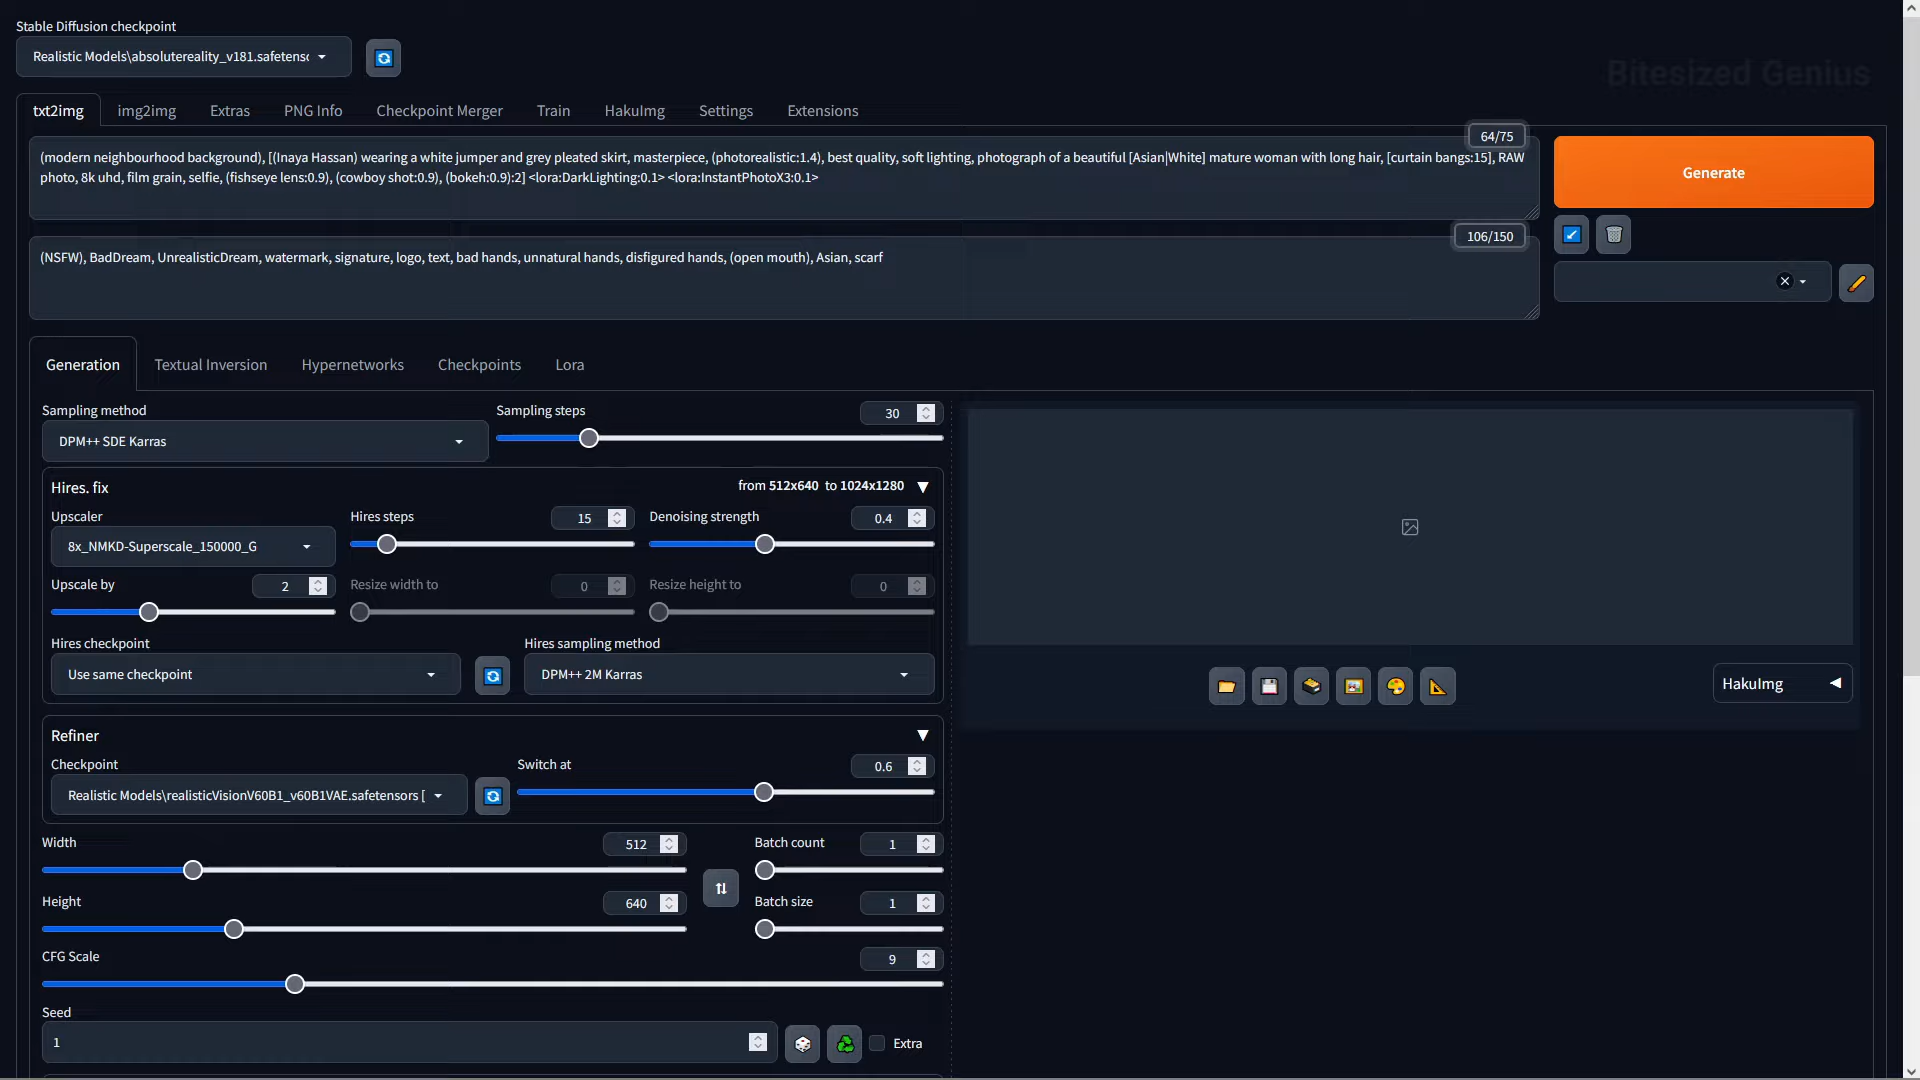 Stable Diffusion checkpoint
Realistic Models\absolutereality_v181.safetensc
Bitesized Genius
txt2img img2img Extras PNG Info Checkpoint Merger Train HakuImg Settings Extensions
64/75
(modern neighbourhood background), [(Inaya Hassan) wearing a white jumper and grey pleated skirt, masterpiece, (photorealistic:1.4), best quality, soft lighting, photograph of a beautiful [Asian|White] mature woman with long hair, [curtain bangs:15], RAW
photo, 8k uhd, film grain, selfie, (fishseye lens:0.9), (cowboy shot:0.9), (bokeh:0.9):2] <lora:DarkLighting:0.1> <lora:InstantPhotoX3:0.1>
Generate
106/150
(NSFW), BadDream, UnrealisticDream, watermark, signature, logo, text, bad hands, unnatural hands, disfigured hands, (open mouth), Asian, scarf
Generation Textual Inversion Hypernetworks Checkpoints Lora
Sampling method Sampling steps 30
DPM++ SDE Karras
Hires. fix from 512x640 to 1024x1280
Upscaler Hires steps 15 Denoising strength 0.4
8x_NMKD-Superscale_150000_G
Upscale by 2 Resize width to 0 Resize height to 0
Hires checkpoint Hires sampling method
Use same checkpoint DPM++ 2M Karras
HakuImg
Refiner
Checkpoint Switch at 0.6
Realistic Models\realisticVisionV60B1_v60B1VAE.safetensors [
Width 512 Batch count 1
Height 640 Batch size 1
CFG Scale 9
Seed
1 Extra